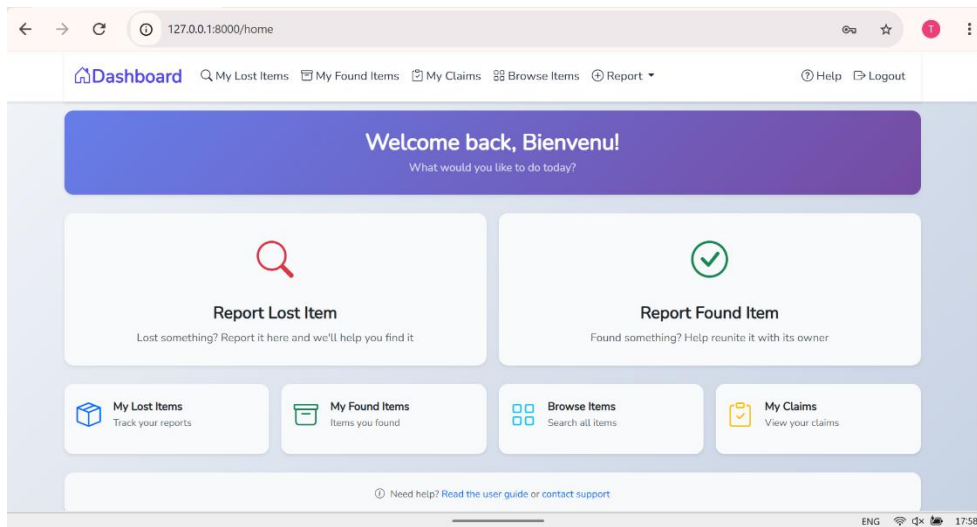 127.0.0.1:8000/home
T
Dashboard My Lost Items My Found Items My Claims Browse Items Report Help Logout
Welcome back, Bienvenu!
What would you like to do today?
Report Lost Item
Lost something? Report it here and we'll help you find it
Report Found Item
Found something? Help reunite it with its owner
My Lost Items
Track your reports
My Found Items
Items you found
Browse Items
Search all items
My Claims
View your claims
Need help? Read the user guide or contact support
ENG 17:58